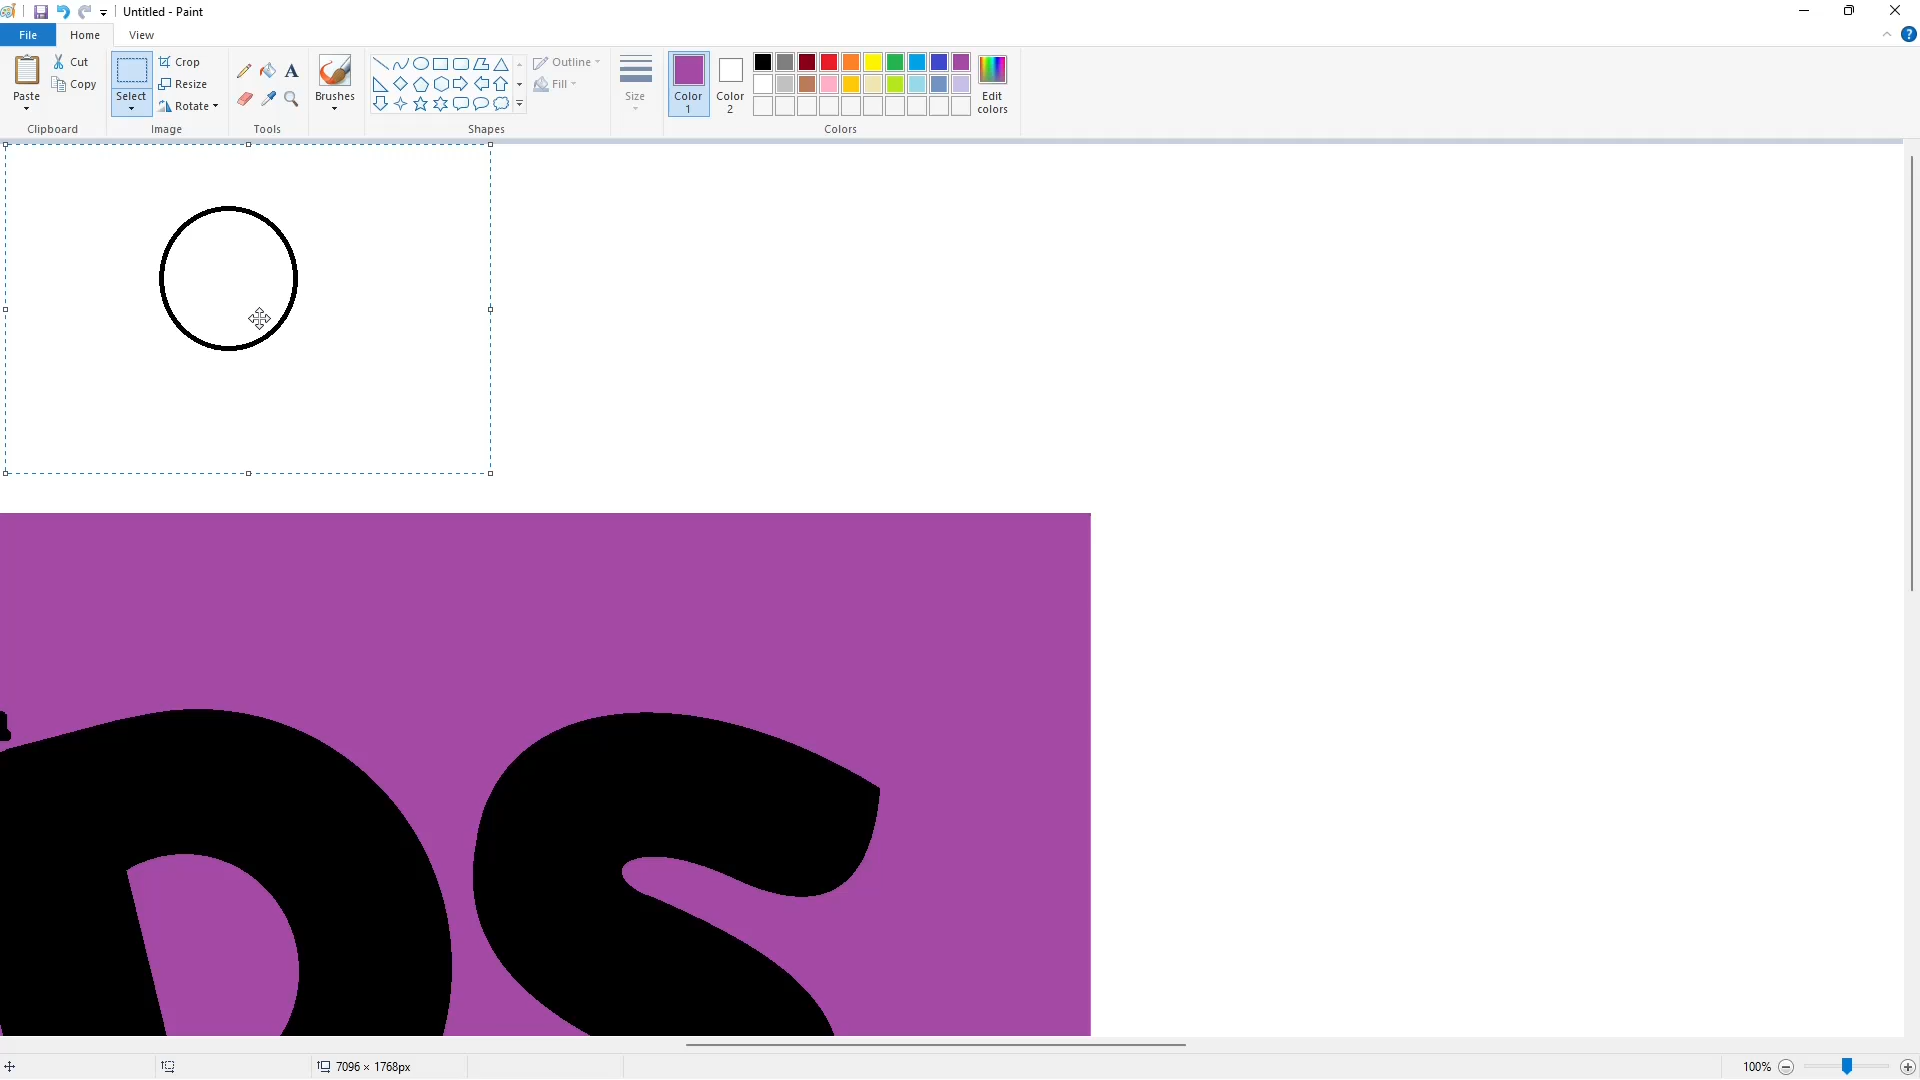 Untitled - Paint
File Home View
Paste
Cut
Copy
Clipboard
Select
Crop
Resize
Rotate
Image
A
Tools
Brushes
Outline
Fill
Shapes
Size
Color
1
Color
2
Edit
colors
Colors
?
DS
7096 × 1768px
100%